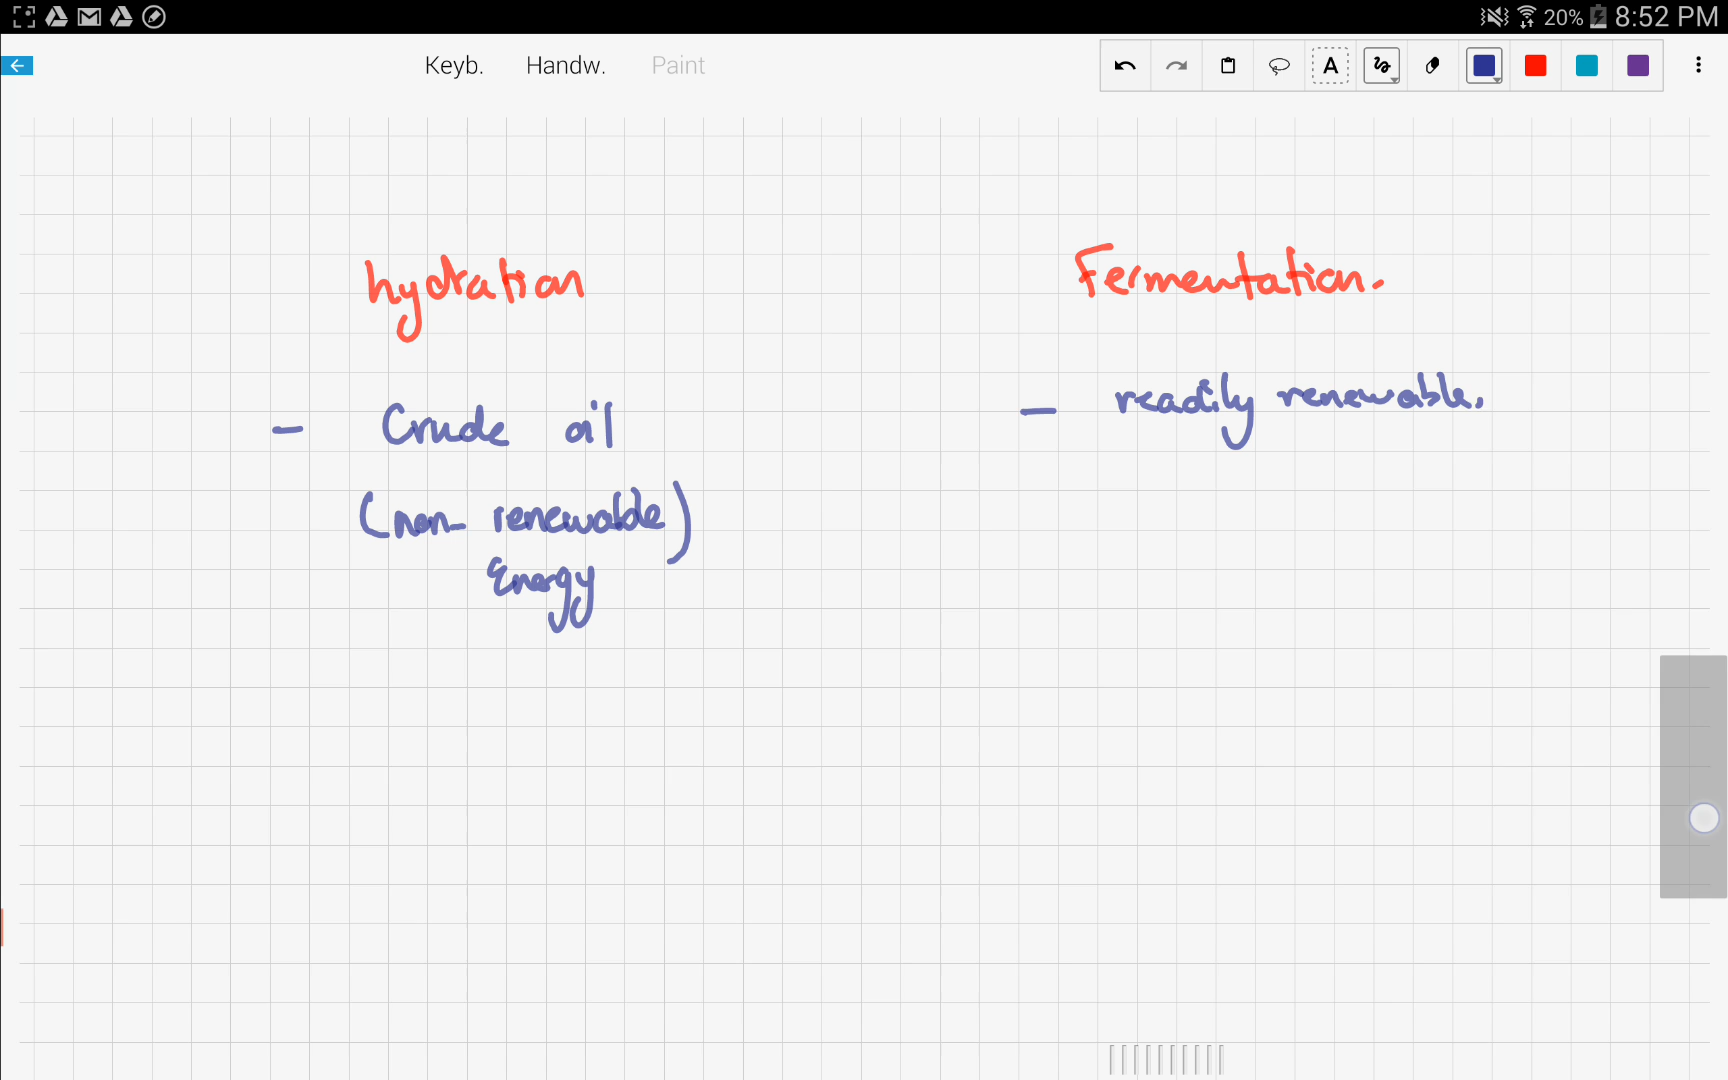 20% 8:52 PM
Keyb. Handw. Paint
A
hydration
Fermentation.
- Crude oil
- readily renewable.
(non- renewable)
Energy